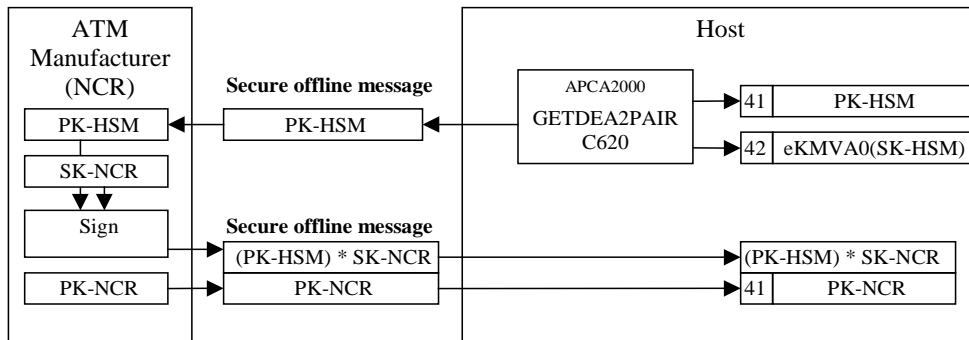 ATM
Manufacturer
(NCR)
Host
Secure offline message
APCA2000
GETDEA2PAIR
C620
PK-HSM
PK-HSM
41 PK-HSM
42 eKMVA0(SK-HSM)
SK-NCR
Sign
Secure offline message
(PK-HSM) * SK-NCR
(PK-HSM) * SK-NCR
PK-NCR
PK-NCR
41 PK-NCR